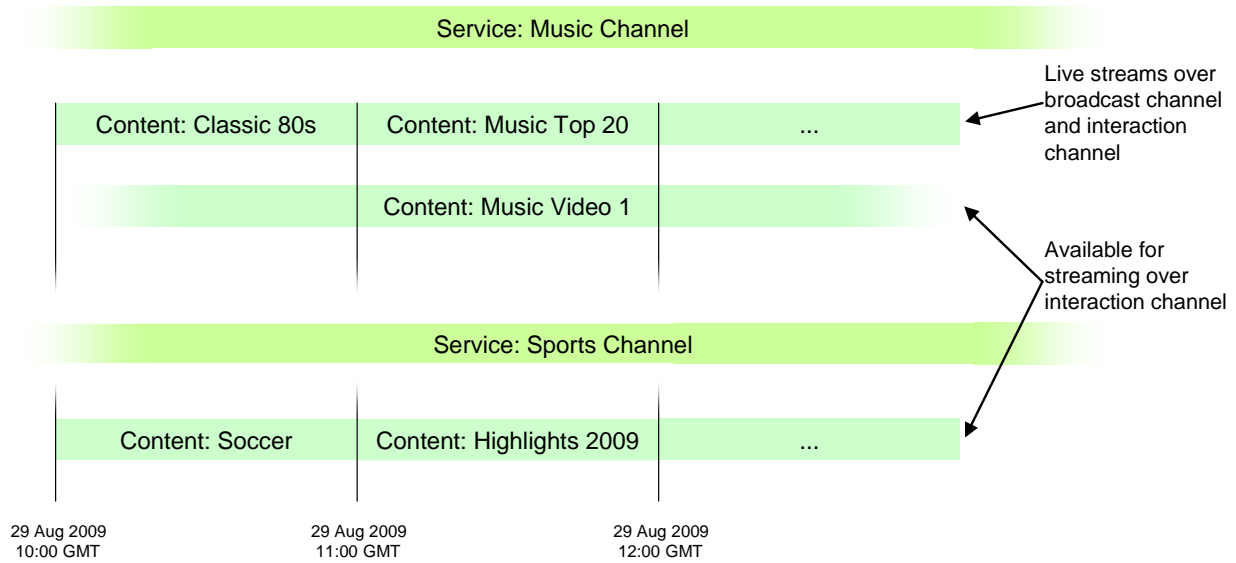 Service: Music Channel
Live streams over
broadcast channel
and interaction
channel
Content: Classic 80s
Content: Music Top 20
...
Content: Music Video 1
Available for
streaming over
interaction channel
Service: Sports Channel
Content: Soccer
Content: Highlights 2009
...
29 Aug 2009
10:00 GMT
29 Aug 2009
11:00 GMT
29 Aug 2009
12:00 GMT